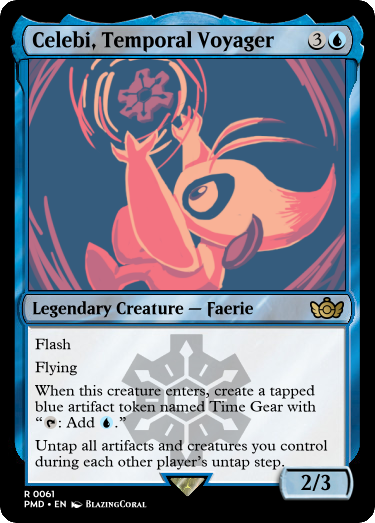 Celebi, Temporal Voyager 3
Legendary Creature — Faerie
Flash
Flying
When this creature enters, create a tapped
blue artifact token named Time Gear with
“: Add .”
Untap all artifacts and creatures you control
during each other player's untap step.
2/3
R 0061
PMD • EN BLAZINGCORAL